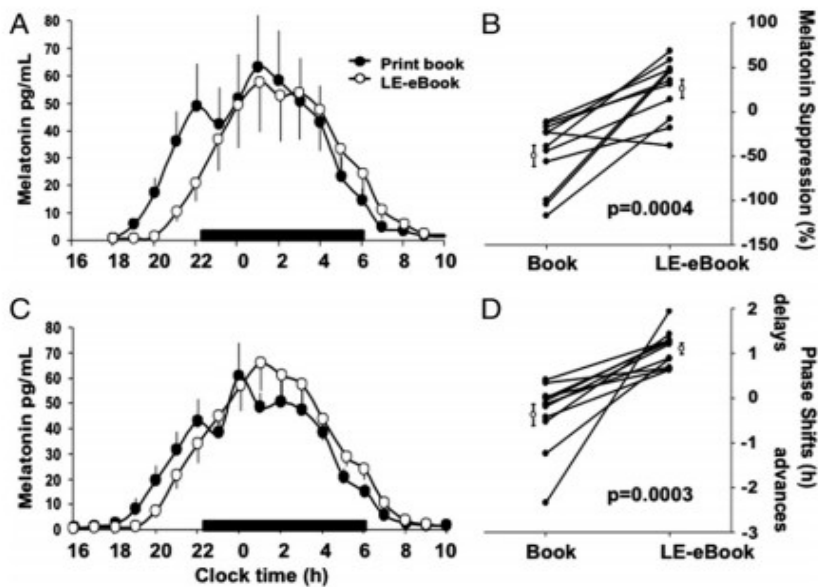 A
Melatonin pg/mL
80
70
60
50
40
30
20
10
0
16 18 20 22 0 2 4 6 8 10
Print book
LE-eBook
B
100
50
0
-50
-100
-150
Melatonin Suppression (%)
p=0.0004
Book LE-eBook
C
Melatonin pg/mL
80
70
60
50
40
30
20
10
0
16 18 20 22 0 2 4 6 8 10
Clock time (h)
D
2
1
0
-1
-2
-3
delays
advances
Phase Shifts (h)
p=0.0003
Book LE-eBook